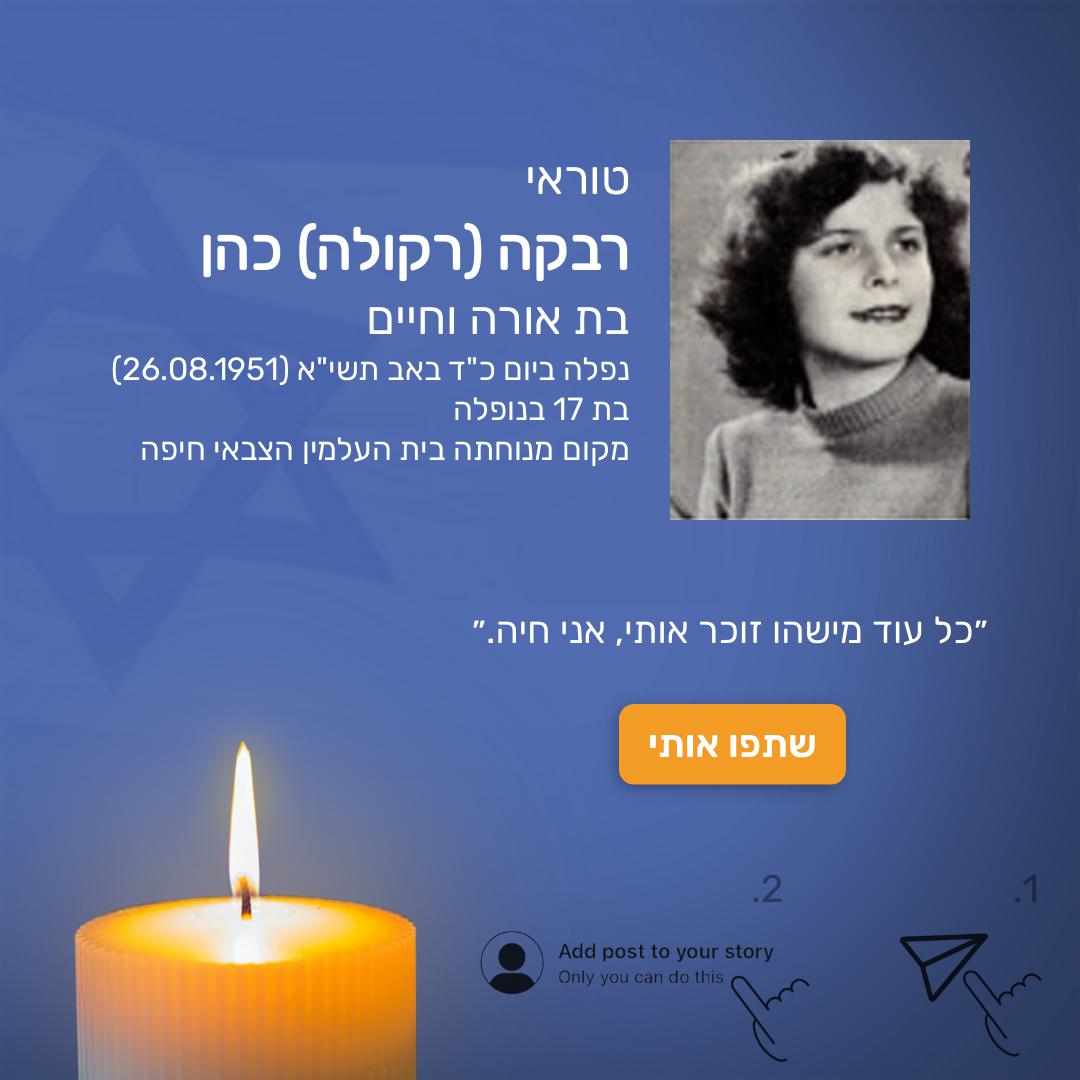 טוראי
רבקה (רקולה) כהן
בת אורה וחיים
נפלה ביום כ"ד באב תשי"א (26.08.1951)
בת 17 בנופלה
מקום מנוחתה בית העלמין הצבאי חיפה
״כל עוד מישהו זוכר אותי, אני חיה.״
שתפו אותי
.1
.2
Add post to your story
Only you can do this